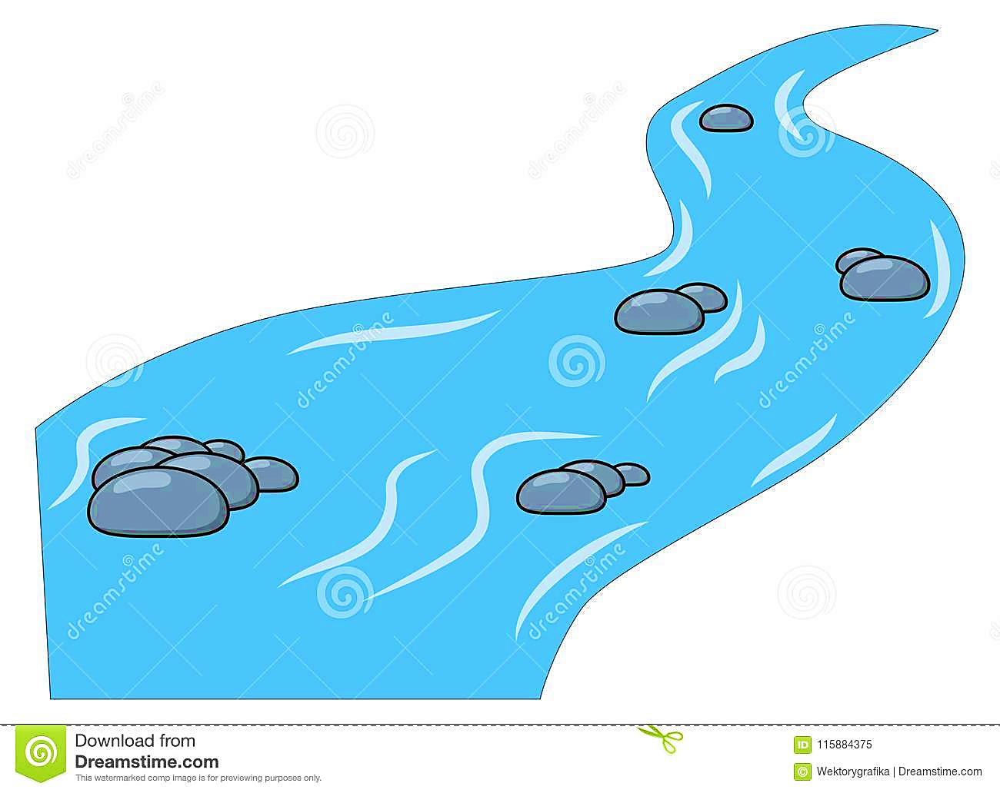 dreamstime
dreamstime
dreamstime
dreamstime
dreamstime
dreamstime
Download from
Dreamstime.com
This watermarked comp image is for previewing purposes only.
ID 115884375
© Wektorygrafika | Dreamstime.com